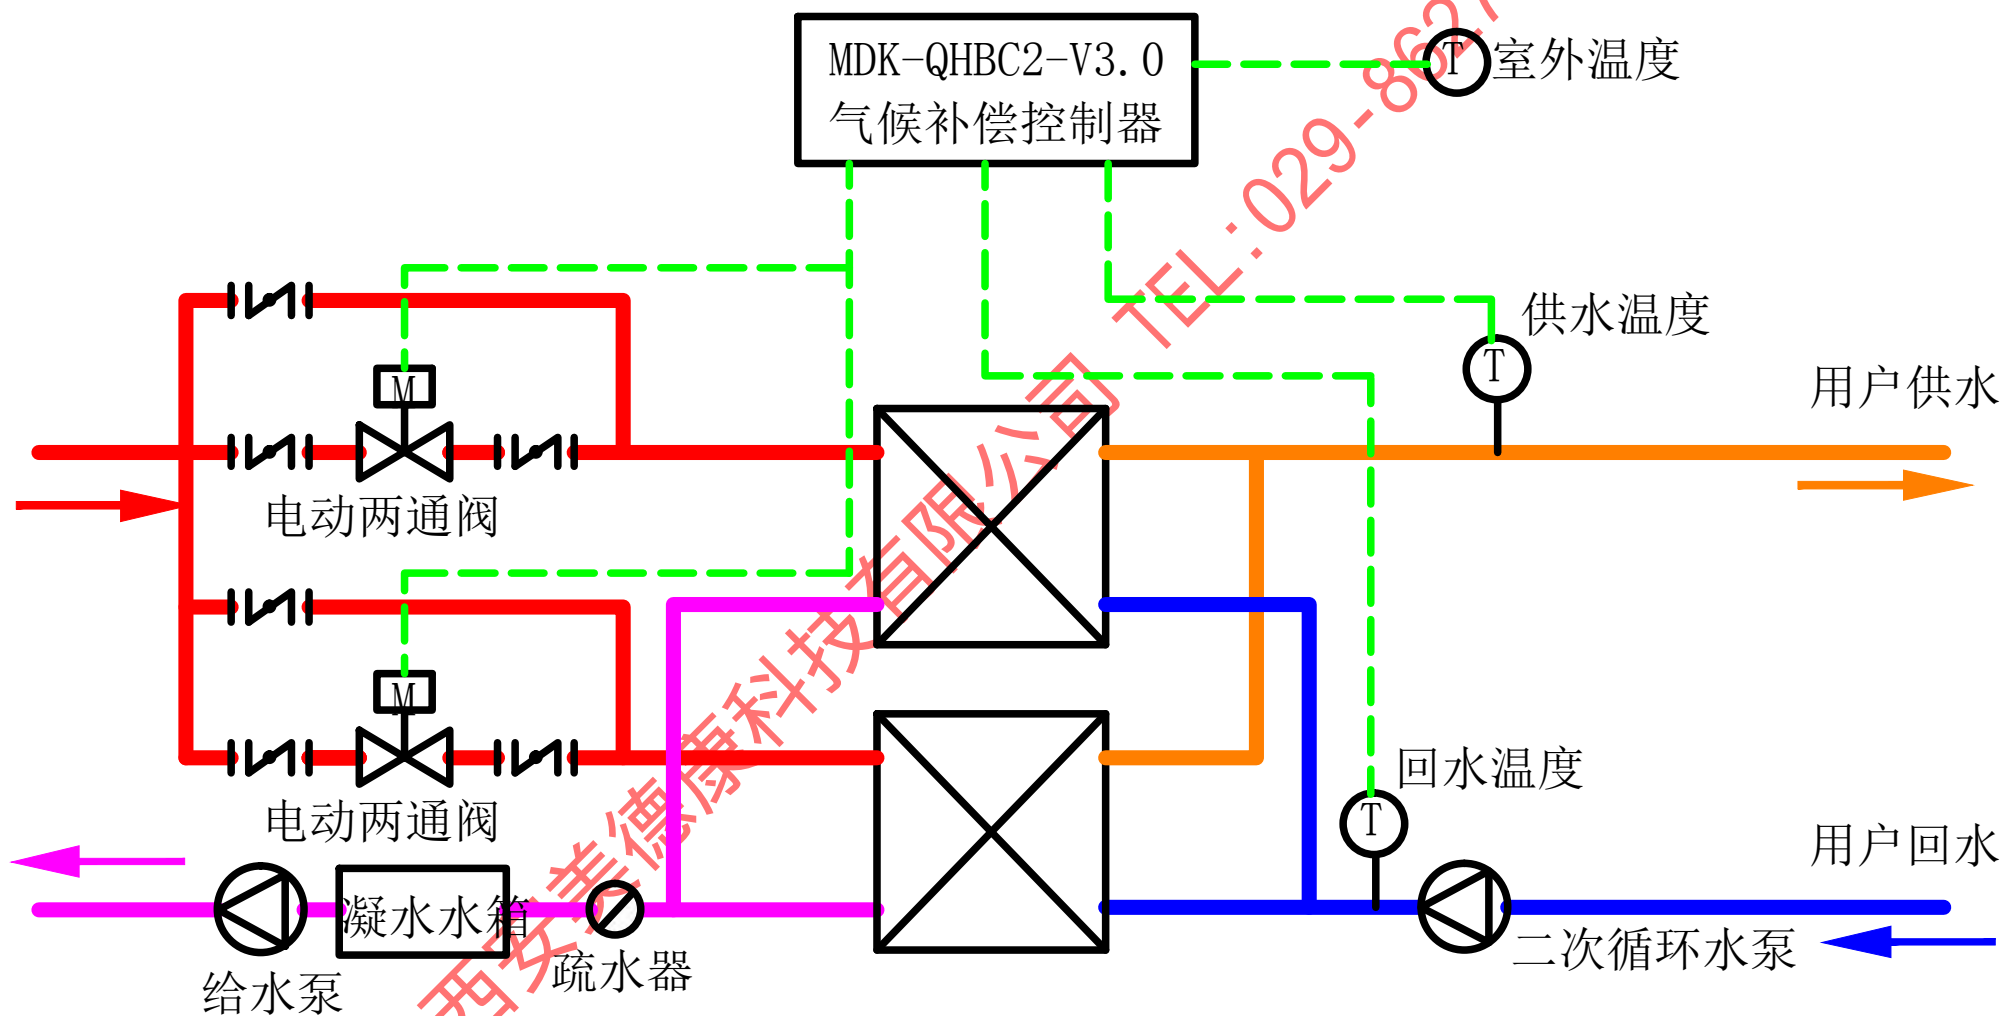 MDK-QHBC2-V3.0
气候补偿控制器
T
室外温度
供水温度
T
用户供水
M
电动两通阀
M
电动两通阀
回水温度
T
用户回水
凝水水箱
给水泵
疏水器
二次循环水泵
西安美德康科技有限公司 TEL:029-862